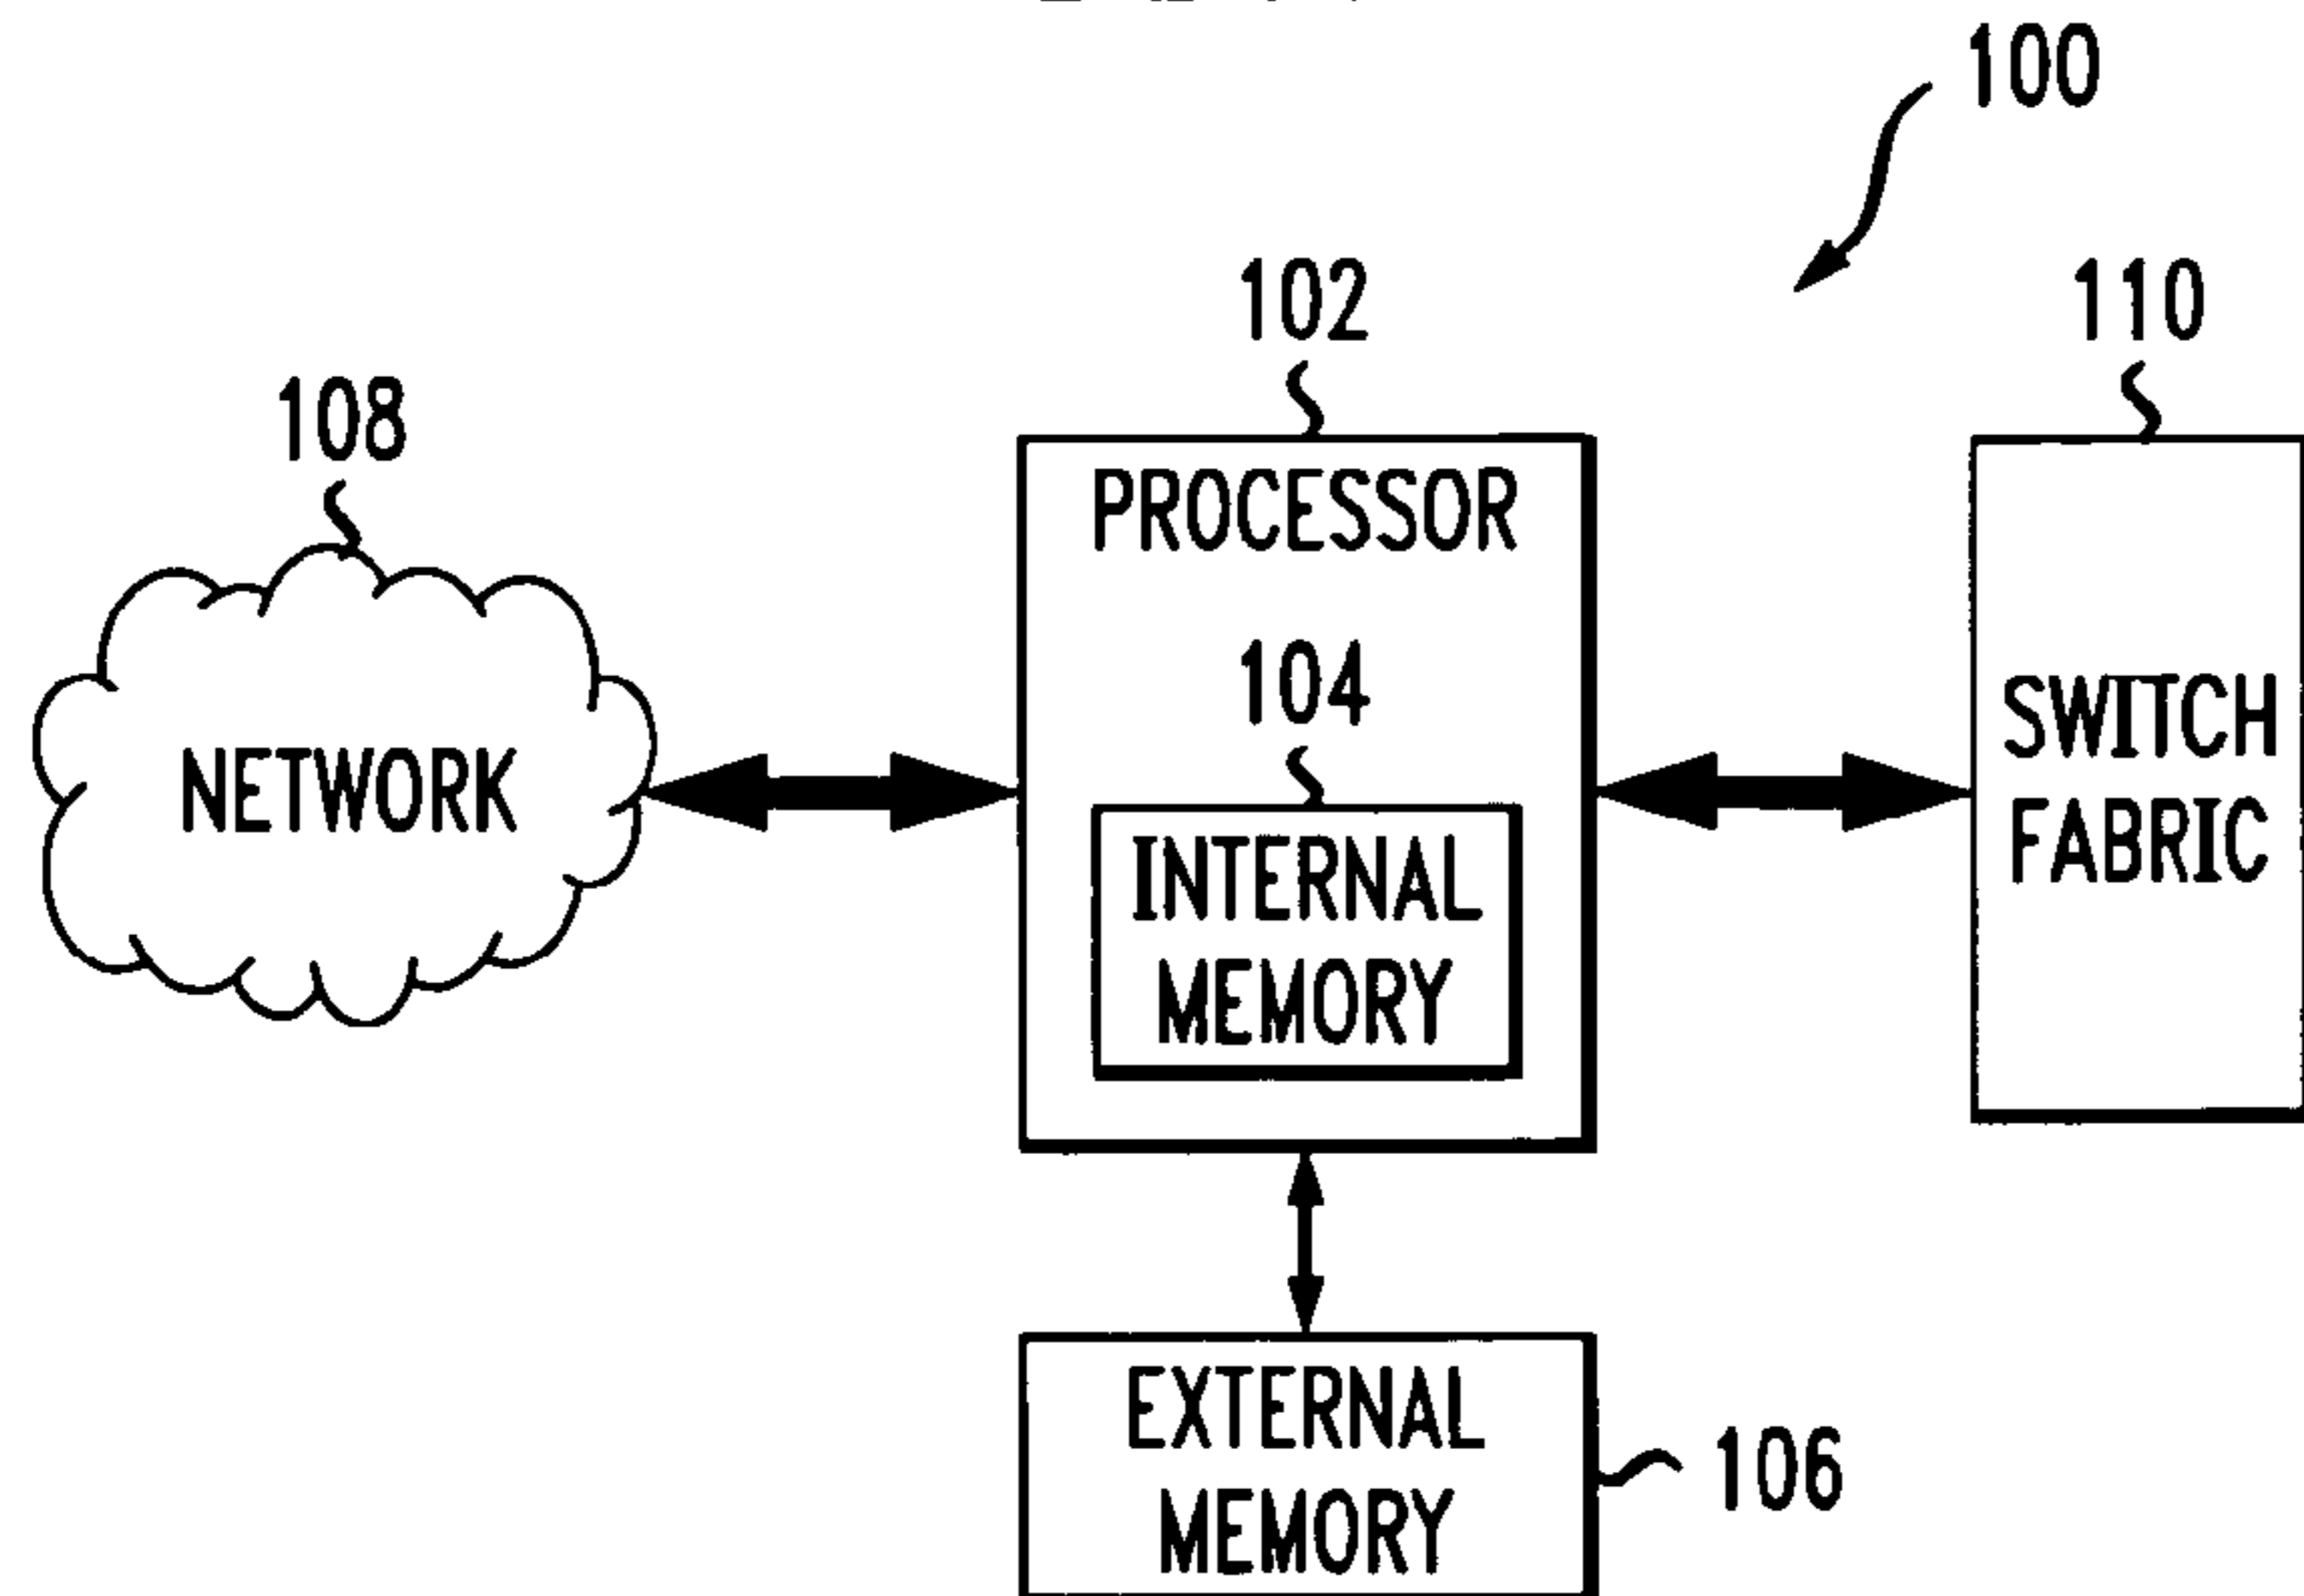 100
102
110
108
PROCESSOR
104
SWITCH
FABRIC
NETWORK
INTERNAL
MEMORY
EXTERNAL
MEMORY
106